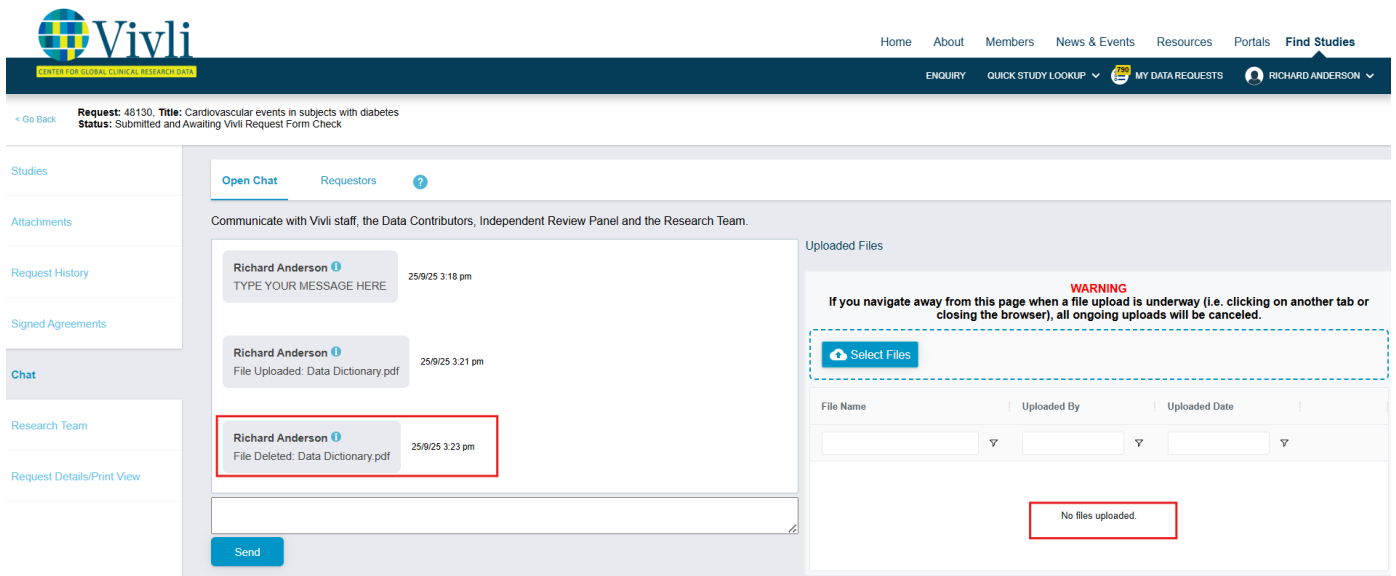 Vivli
CENTER FOR GLOBAL CLINICAL RESEARCH DATA
Home About Members News & Events Resources Portals Find Studies
ENQUIRY QUICK STUDY LOOKUP 790 MY DATA REQUESTS RICHARD ANDERSON
< Go Back
Request: 48130, Title: Cardiovascular events in subjects with diabetes
Status: Submitted and Awaiting Vivli Request Form Check
Studies
Attachments
Request History
Signed Agreements
Chat
Research Team
Request Details/Print View
Open Chat Requestors ?
Communicate with Vivli staff, the Data Contributors, Independent Review Panel and the Research Team.
Richard Anderson
TYPE YOUR MESSAGE HERE
25/9/25 3:18 pm
Richard Anderson
File Uploaded: Data Dictionary.pdf
25/9/25 3:21 pm
Richard Anderson
File Deleted: Data Dictionary.pdf
25/9/25 3:23 pm
Send
Uploaded Files
WARNING
If you navigate away from this page when a file upload is underway (i.e. clicking on another tab or
closing the browser), all ongoing uploads will be canceled.
Select Files
File Name Uploaded By Uploaded Date
No files uploaded.